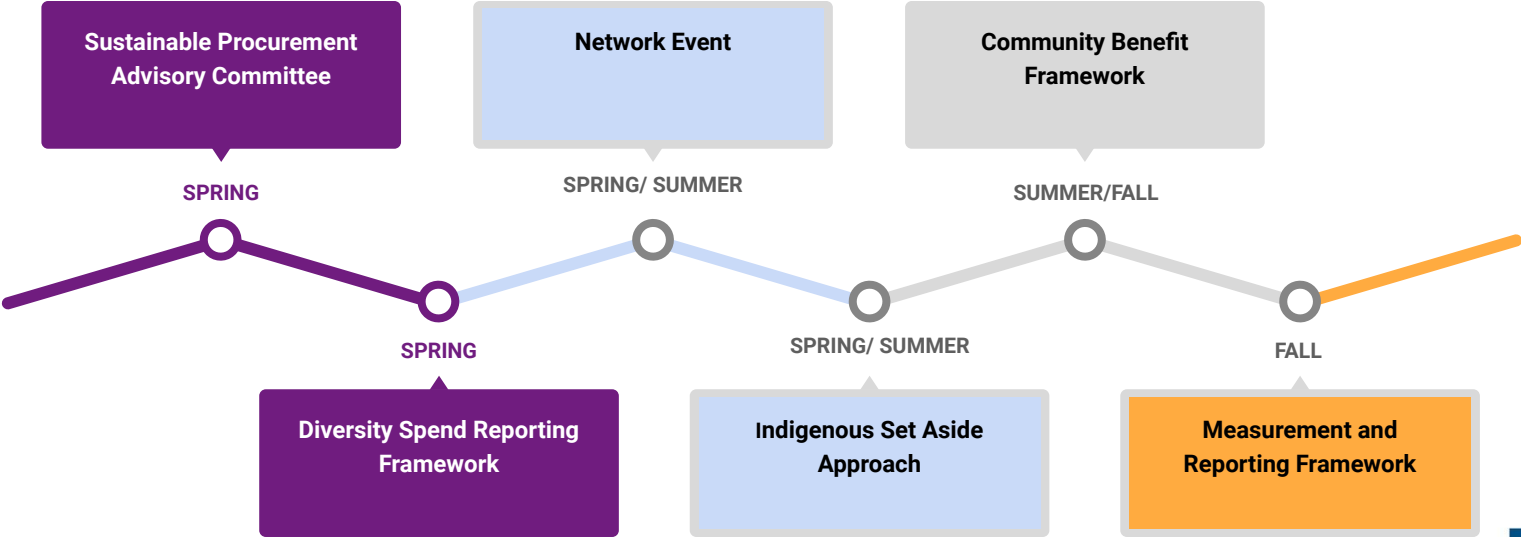 Sustainable Procurement
Advisory Committee
SPRING
SPRING
Diversity Spend Reporting
Framework
Network Event
SPRING/ SUMMER
SPRING/ SUMMER
Indigenous Set Aside
Approach
Community Benefit
Framework
SUMMER/FALL
FALL
Measurement and
Reporting Framework